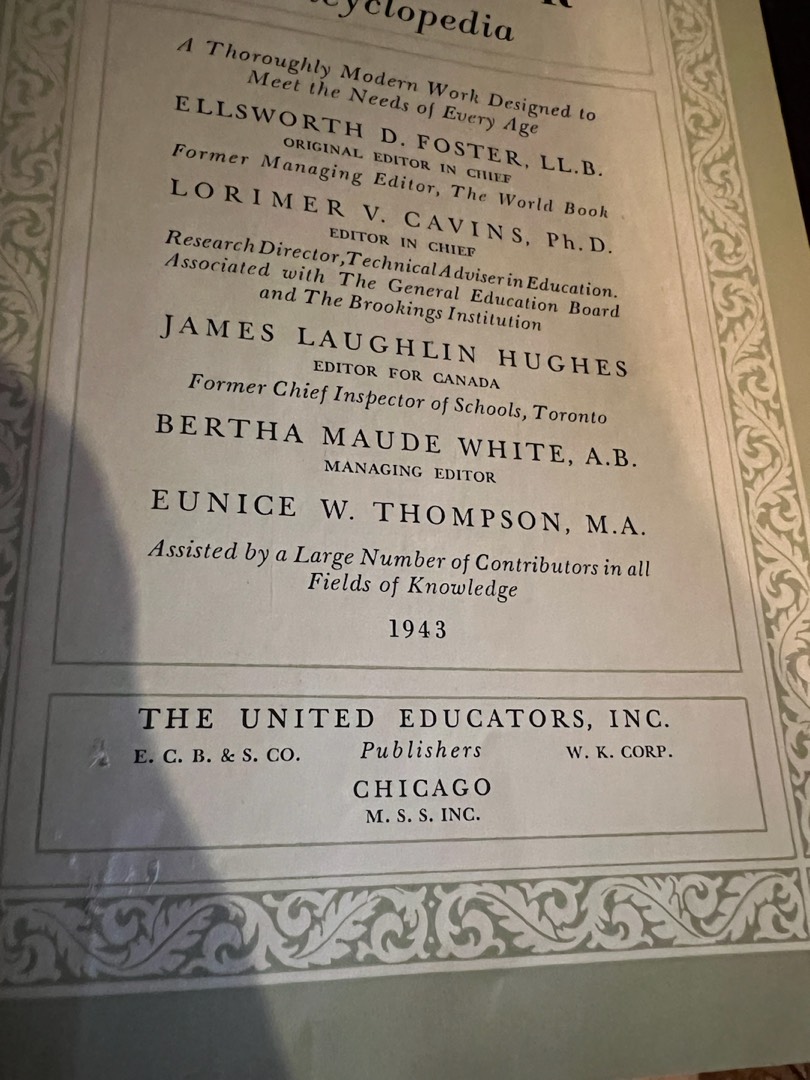 cyclopedia
A Thoroughly Modern Work Designed to
Meet the Needs of Every Age
ELLSWORTH D. FOSTER, LL.B.
ORIGINAL EDITOR IN CHIEF
Former Managing Editor, The World Book
LORIMER V. CAVINS, Ph.D.
EDITOR IN CHIEF
Research Director, Technical Adviser in Education.
Associated with The General Education Board
and The Brookings Institution
JAMES LAUGHLIN HUGHES
EDITOR FOR CANADA
Former Chief Inspector of Schools, Toronto
BERTHA MAUDE WHITE, A.B.
MANAGING EDITOR
EUNICE W. THOMPSON, M.A.
Assisted by a Large Number of Contributors in all
Fields of Knowledge
1943
THE UNITED EDUCATORS, INC.
E. C. B. & S. CO. Publishers W. K. CORP.
CHICAGO
M. S. S. INC.